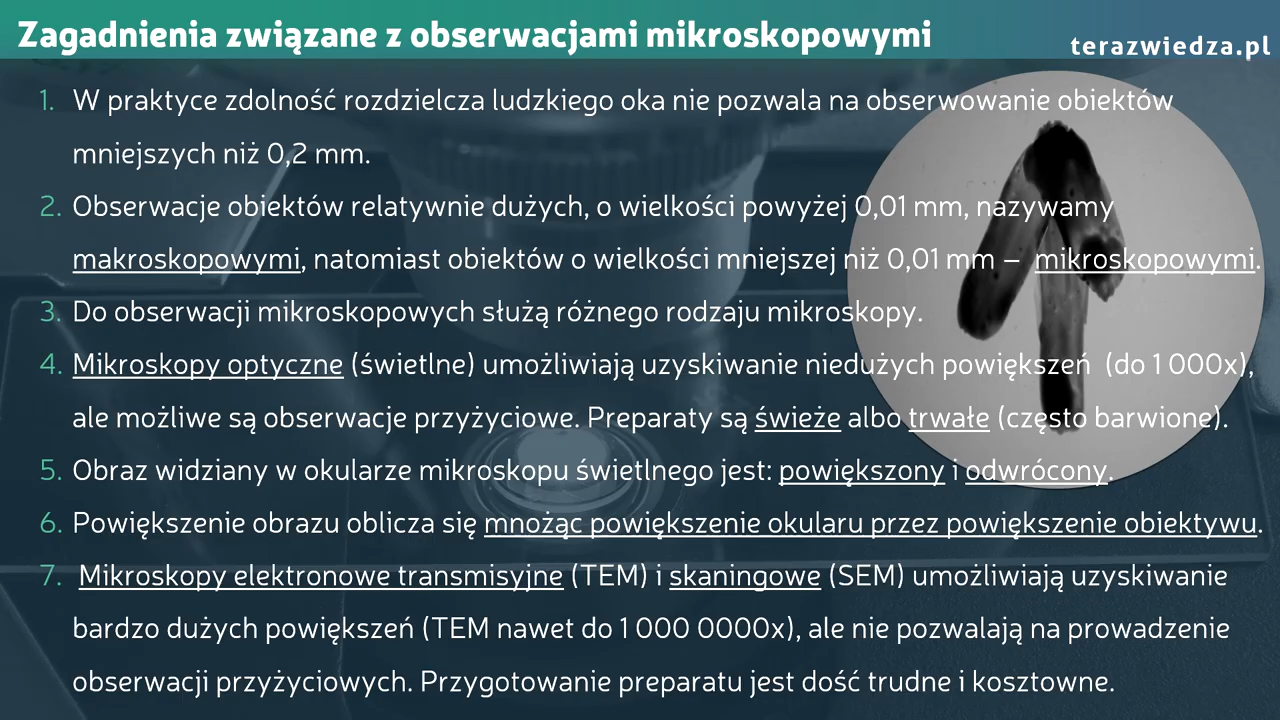 Zagadnienia związane z obserwacjami mikroskopowymi
terazwiedza.pl
1. W praktyce zdolność rozdzielcza ludzkiego oka nie pozwala na obserwowanie obiektów
mniejszych niż 0,2 mm.
2. Obserwacje obiektów relatywnie dużych, o wielkości powyżej 0,01 mm, nazywamy
makroskopowymi, natomiast obiektów o wielkości mniejszej niż 0,01 mm – mikroskopowymi.
3. Do obserwacji mikroskopowych służą różnego rodzaju mikroskopy.
4. Mikroskopy optyczne (świetlne) umożliwiają uzyskiwanie niedużych powiększeń (do 1 000x),
ale możliwe są obserwacje przyżyciowe. Preparaty są świeże albo trwałe (często barwione).
5. Obraz widziany w okularze mikroskopu świetlnego jest: powiększony i odwrócony.
6. Powiększenie obrazu oblicza się mnożąc powiększenie okularu przez powiększenie obiektywu.
7. Mikroskopy elektronowe transmisyjne (TEM) i skaningowe (SEM) umożliwiają uzyskiwanie
bardzo dużych powiększeń (TEM nawet do 1 000 0000x), ale nie pozwalają na prowadzenie
obserwacji przyżyciowych. Przygotowanie preparatu jest dość trudne i kosztowne.